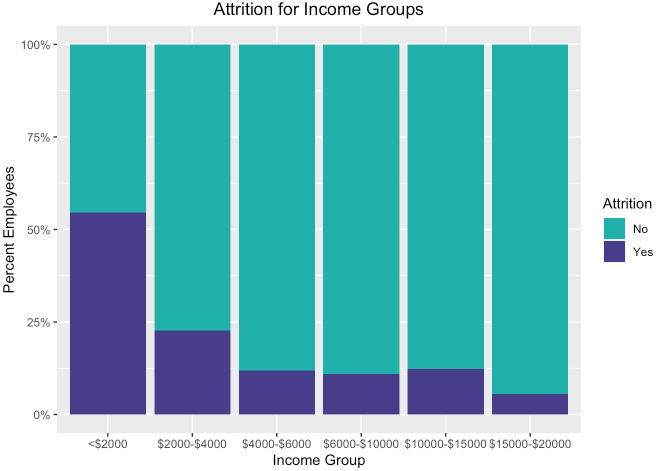 Attrition for Income Groups
Percent Employees
100%
75%
50%
25%
0%
<$2000
$2000-$4000
$4000-$6000
$6000-$10000
$10000-$15000
$15000-$20000
Income Group
Attrition
No
Yes